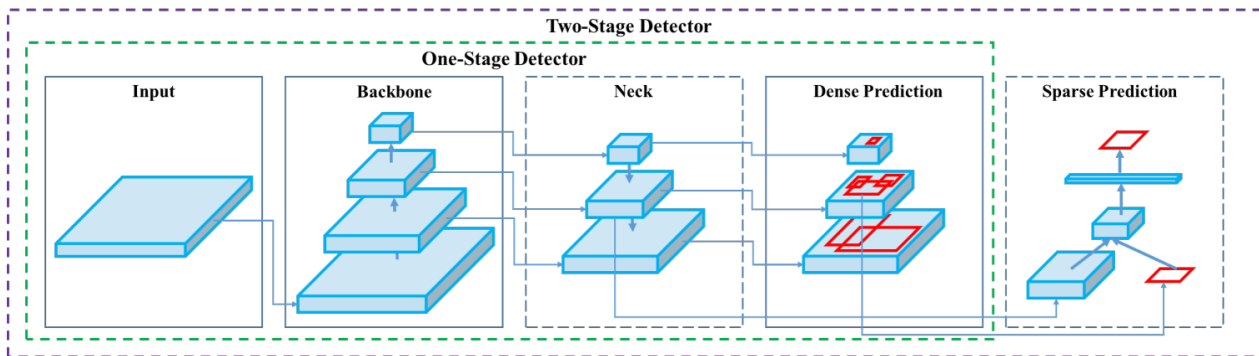 Two-Stage Detector
One-Stage Detector
Input
Backbone
Neck
Dense Prediction
Sparse Prediction